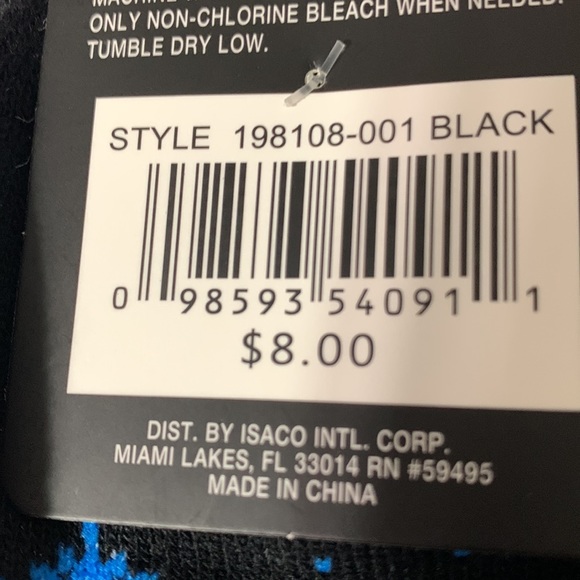 ONLY NON-CHLORINE BLEACH WHEN NEEDED.
TUMBLE DRY LOW.
STYLE 198108-001 BLACK
0 98593 54091 1
$8.00
DIST. BY ISACO INTL. CORP.
MIAMI LAKES, FL 33014 RN #59495
MADE IN CHINA